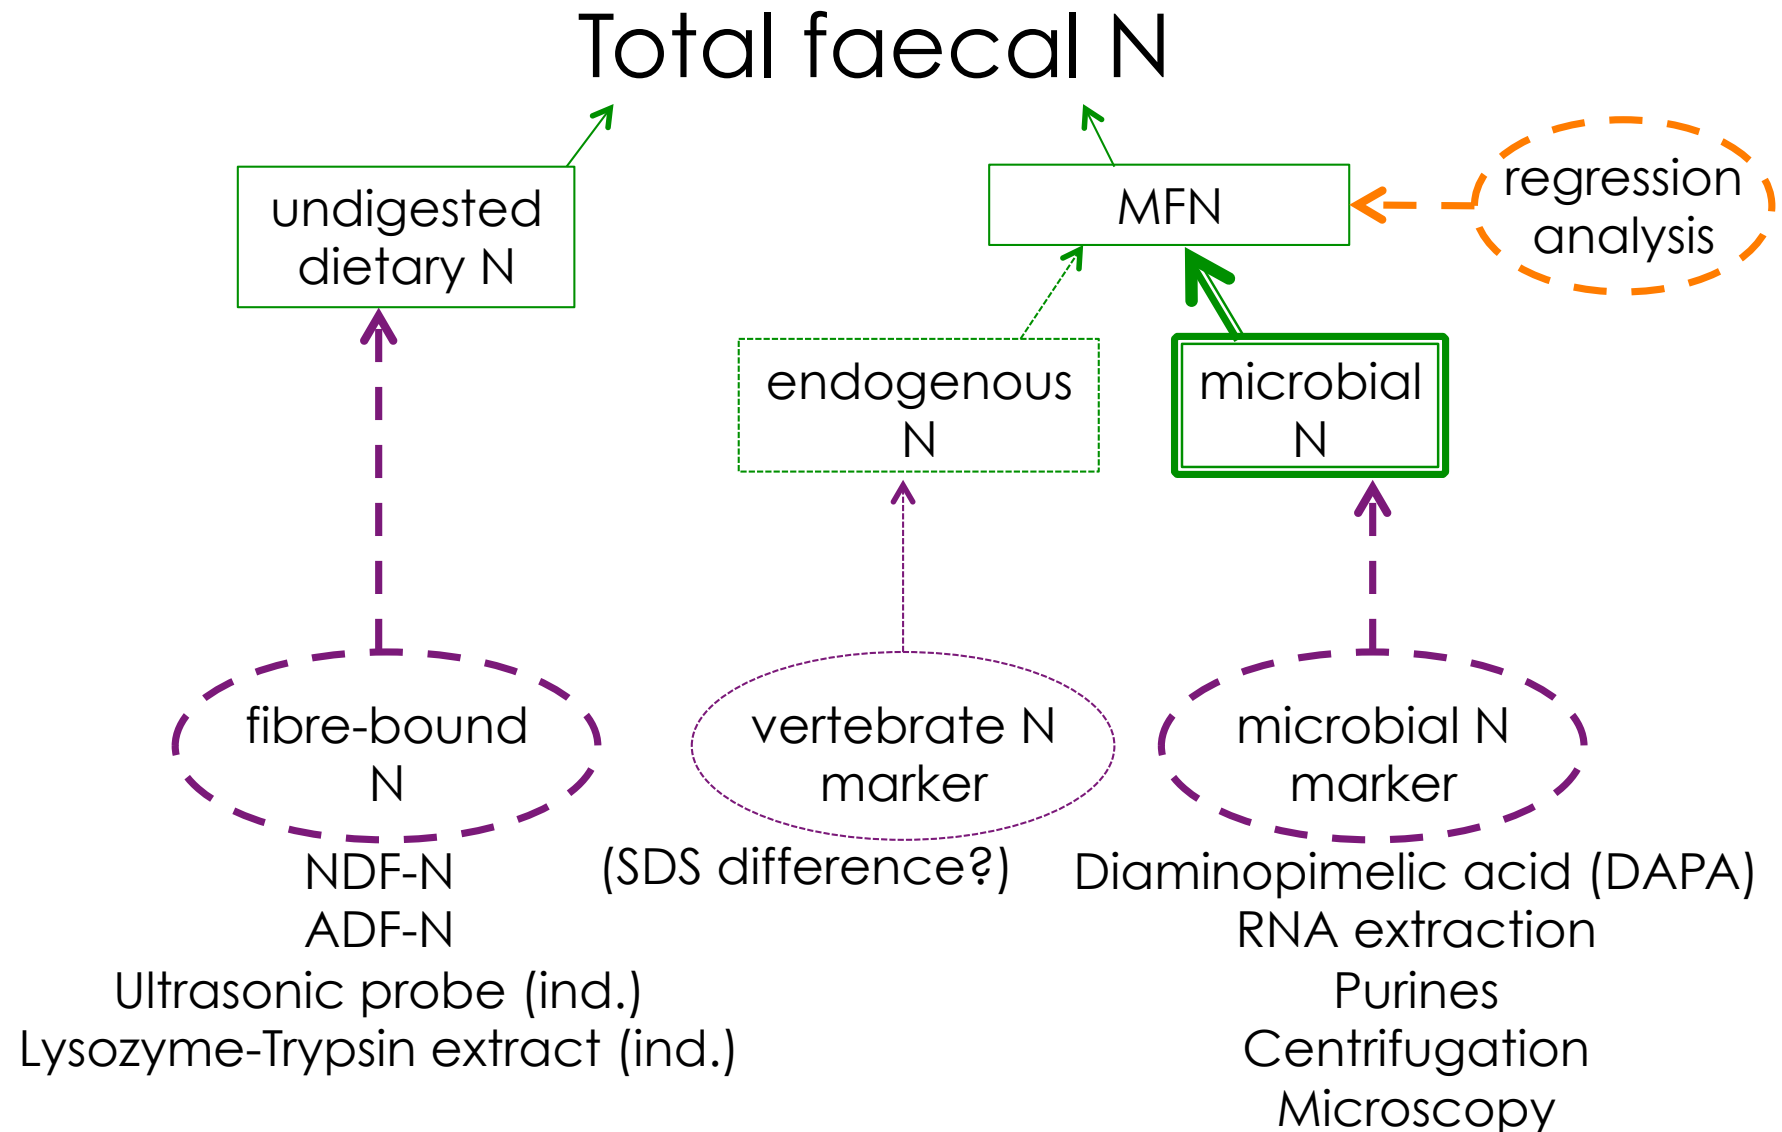 Total faecal N
undigested
dietary N
MFN
regression
analysis
endogenous
N
microbial
N
fibre-bound
N
vertebrate N
marker
microbial N
marker
NDF-N
ADF-N
Ultrasonic probe (ind.)
Lysozyme-Trypsin extract (ind.)
(SDS difference?)
Diaminopimelic acid (DAPA)
RNA extraction
Purines
Centrifugation
Microscopy